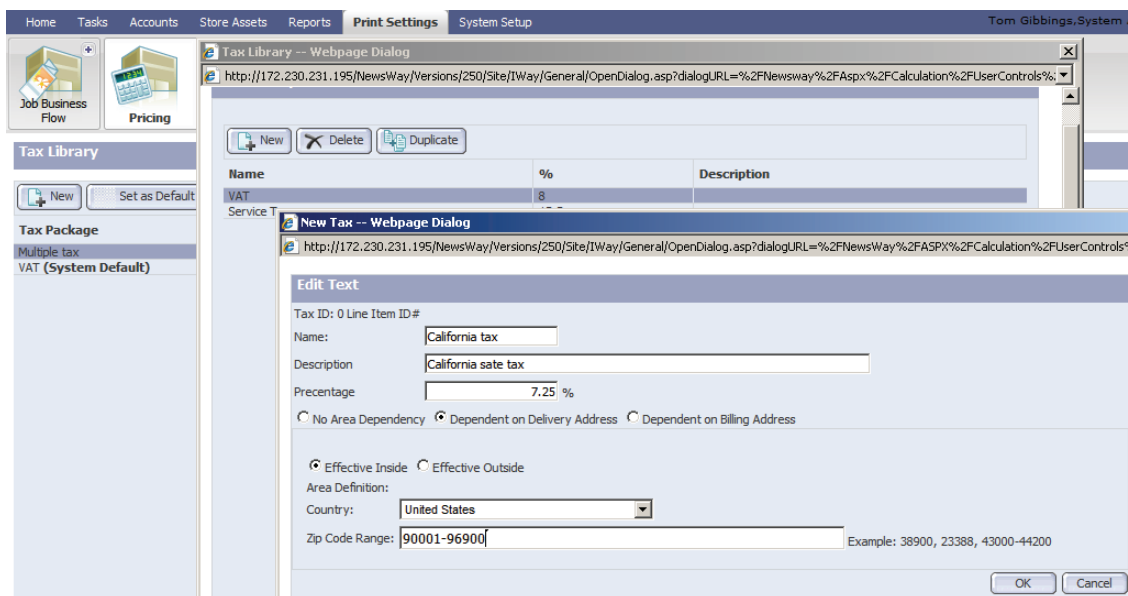 Home Tasks Accounts Store Assets Reports Print Settings System Setup Tom Gibbings,System
Tax Library -- Webpage Dialog
http://172.230.231.195/NewsWay/Versions/250/Site/IWay/General/OpenDialog.asp?dialogURL=%2FNewsway%2FAspx%2FCalculation%2FUserControls%
Job Business
Flow
Pricing
Tax Library
New Delete Duplicate
Name % Description
New Set as Default
VAT 8
Service T
Tax Package
Multiple tax
VAT (System Default)
New Tax -- Webpage Dialog
http://172.230.231.195/NewsWay/Versions/250/Site/IWay/General/OpenDialog.asp?dialogURL=%2FNewsWay%2FASPX%2FCalculation%2FUserControls%
Edit Text
Tax ID: 0 Line Item ID#
Name: California tax
Description California sate tax
Precentage 7.25 %
No Area Dependency Dependent on Delivery Address Dependent on Billing Address
Effective Inside Effective Outside
Area Definition:
Country: United States
Zip Code Range: 90001-96900 Example: 38900, 23388, 43000-44200
OK Cancel